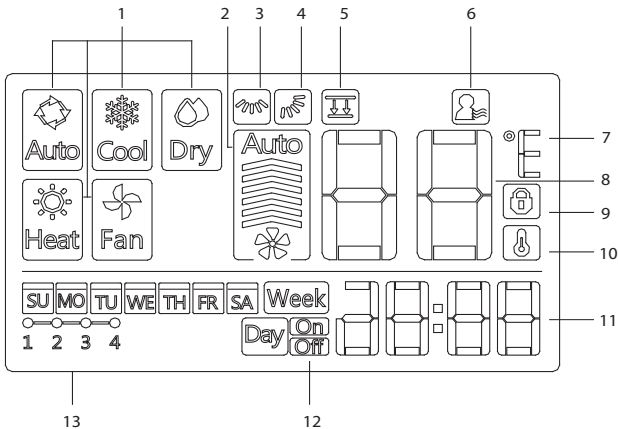 1 2 3 4 5 6
Auto Cool Dry Auto
7
8
Heat Fan 9
10
SU MO TU WE TH FR SA Week
Day On
Off
1 2 3 4
11
13 12